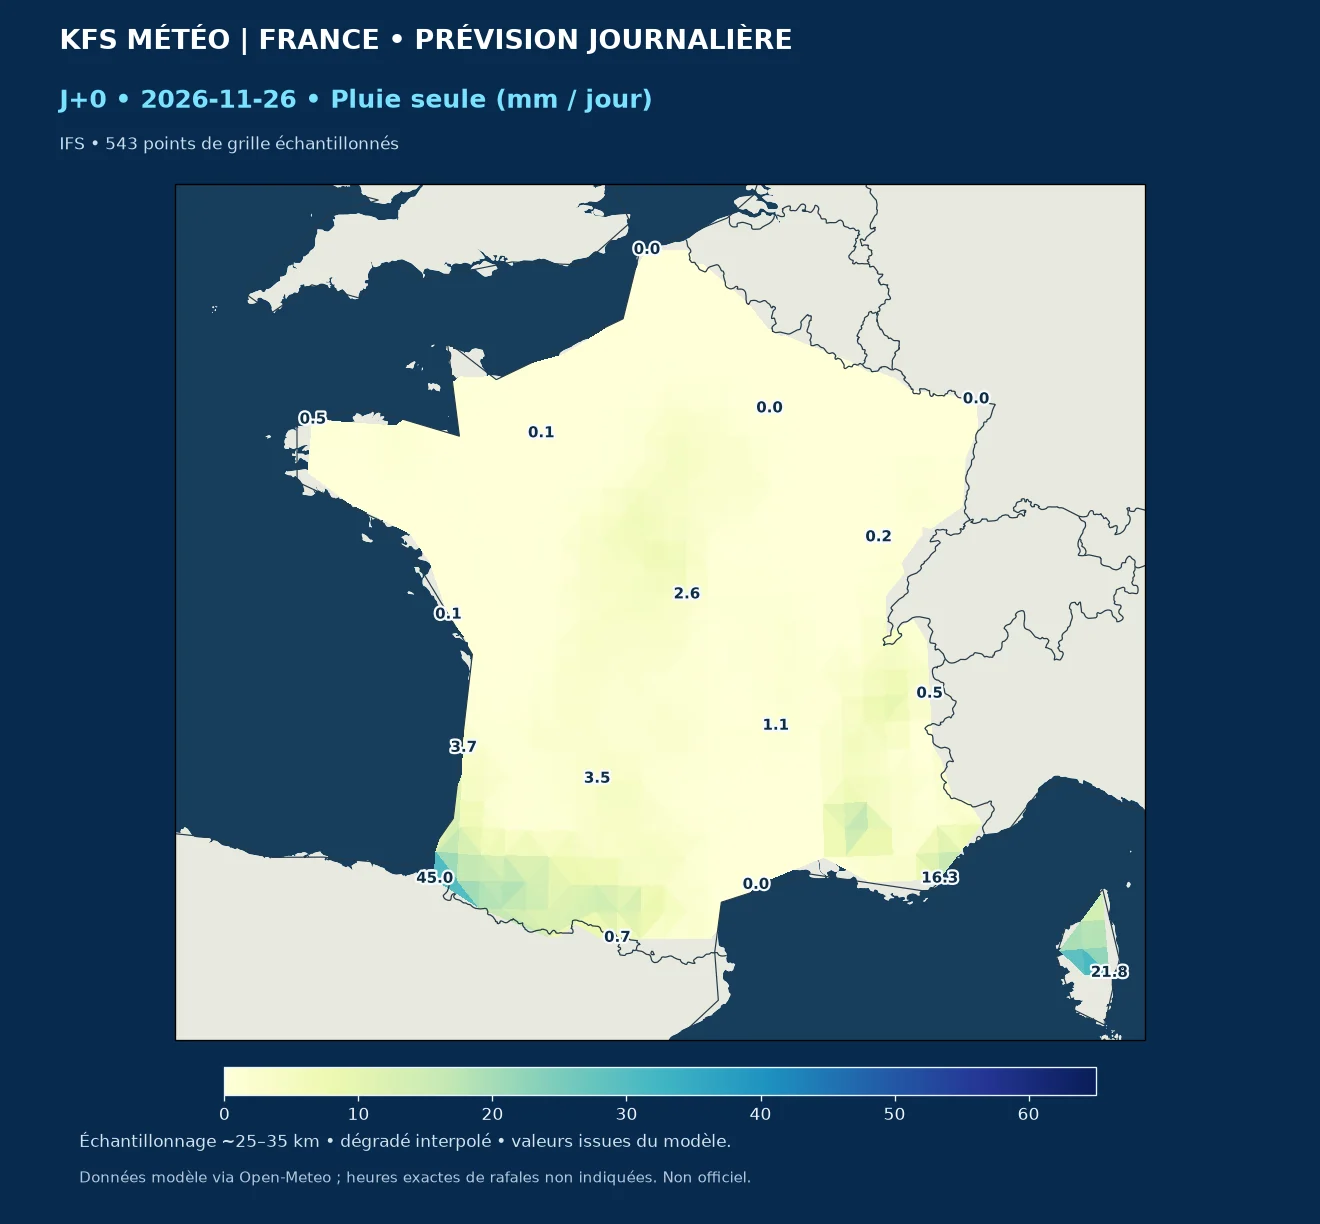 KFS MÉTÉO | FRANCE • PRÉVISION JOURNALIÈRE
J+0 • 2026-11-26 • Pluie seule (mm / jour)
IFS • 543 points de grille échantillonnés
0.0
0.0
0.0
0.5
0.1
0.2
2.6
0.1
0.5
1.1
3.7
3.5
45.0
0.0
16.3
0.7
21.8
0 10 20 30 40 50 60
Échantillonnage ~25–35 km • dégradé interpolé • valeurs issues du modèle.
Données modèle via Open-Meteo ; heures exactes de rafales non indiquées. Non officiel.